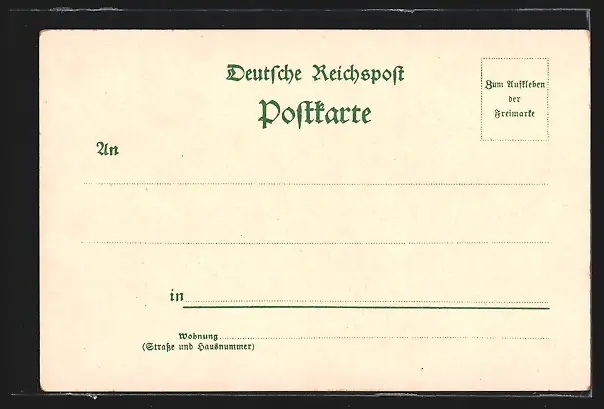 Deutſche Reichspoſt
Poſtkarte
Zum Aufkleben
der
Freimarke
An
in
Wohnung
(Straße und Hausnummer)